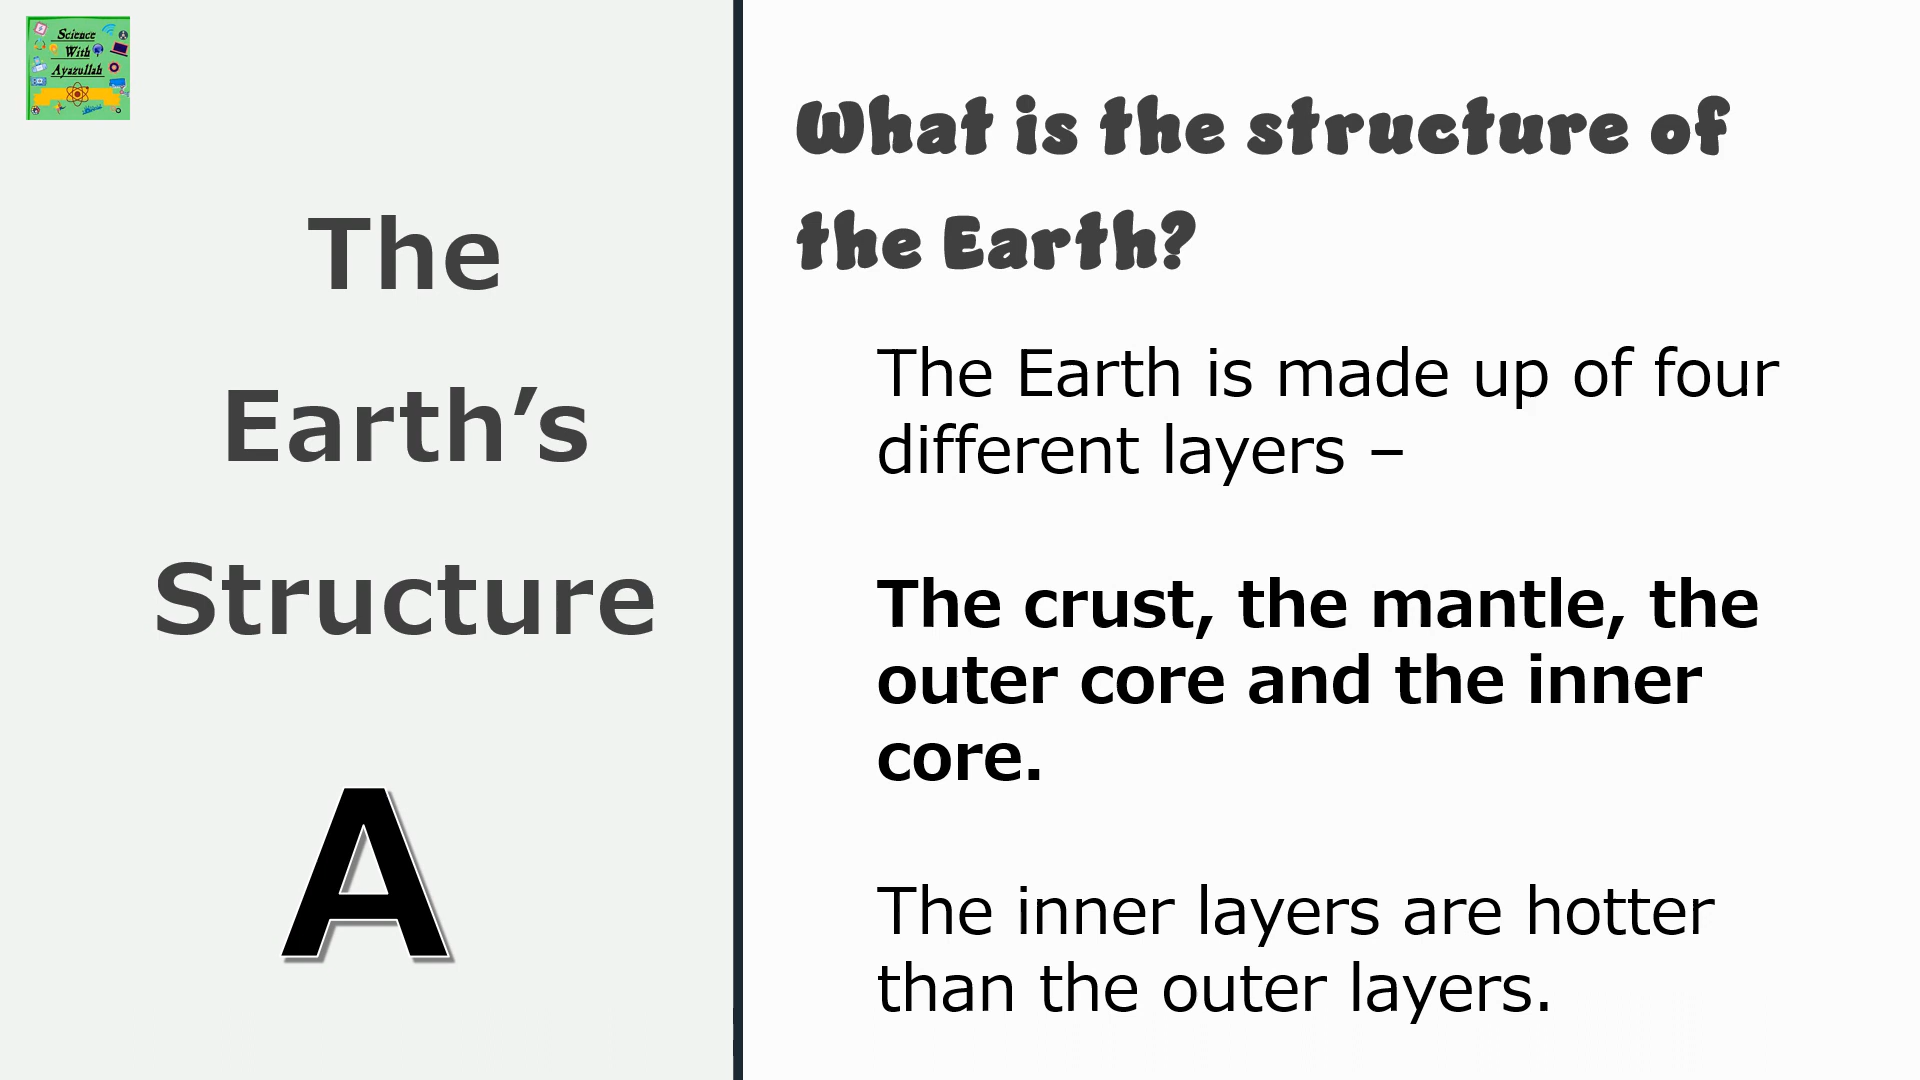 Science
With
Ayazullah
The
Earth’s
Structure
A
What is the structure of
the Earth?
The Earth is made up of four
different layers –
The crust, the mantle, the
outer core and the inner
core.
The inner layers are hotter
than the outer layers.